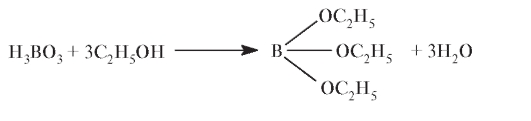 OC₂H₅
H₃BO₃ + 3C₂H₅OH B OC₂H₅ + 3H₂O
OC₂H₅